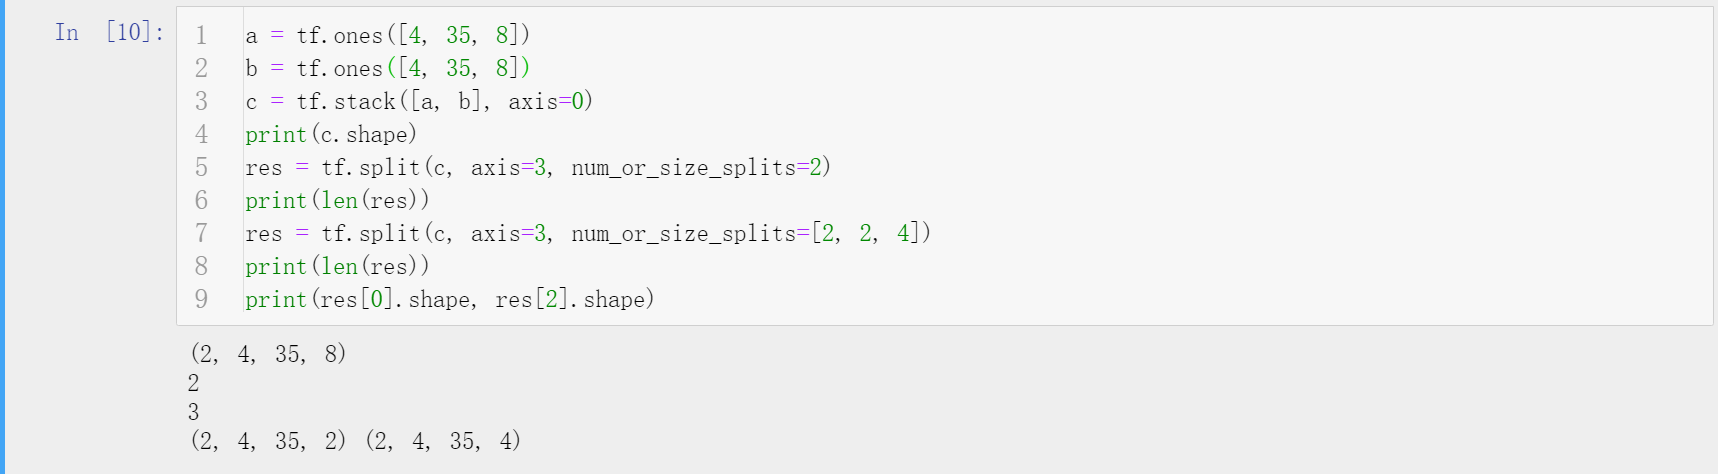 In [10]:
1 a = tf.ones([4, 35, 8])
2 b = tf.ones([4, 35, 8])
3 c = tf.stack([a, b], axis=0)
4 print(c.shape)
5 res = tf.split(c, axis=3, num_or_size_splits=2)
6 print(len(res))
7 res = tf.split(c, axis=3, num_or_size_splits=[2, 2, 4])
8 print(len(res))
9 print(res[0].shape, res[2].shape)
(2, 4, 35, 8)
2
3
(2, 4, 35, 2) (2, 4, 35, 4)